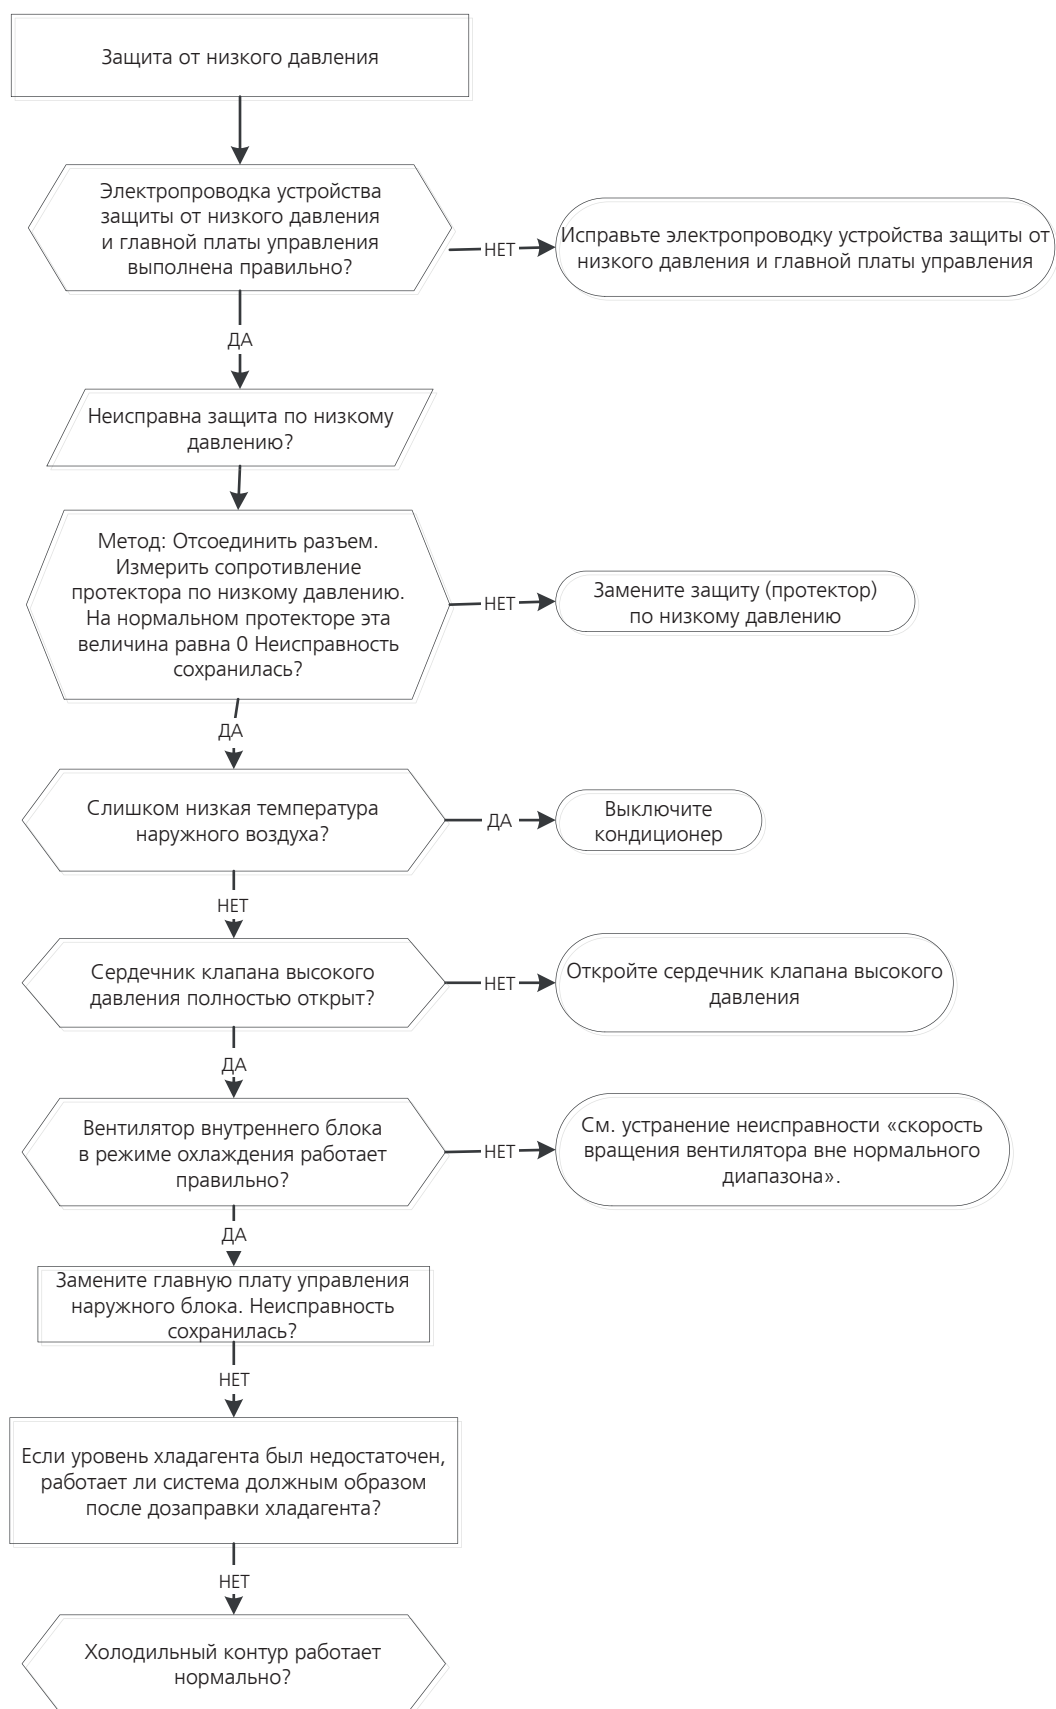 Защита от низкого давления
Электропроводка устройства
защиты от низкого давления
и главной платы управления
выполнена правильно?
НЕТ
Исправьте электропроводку устройства защиты от
низкого давления и главной платы управления
ДА
Неисправна защита по низкому
давлению?
Метод: Отсоединить разъем.
Измерить сопротивление
протектора по низкому давлению.
На нормальном протекторе эта
величина равна 0 Неисправность
сохранилась?
НЕТ
Замените защиту (протектор)
по низкому давлению
ДА
Слишком низкая температура
наружного воздуха?
ДА
Выключите
кондиционер
НЕТ
Сердечник клапана высокого
давления полностью открыт?
НЕТ
Откройте сердечник клапана высокого
давления
ДА
Вентилятор внутреннего блока
в режиме охлаждения работает
правильно?
НЕТ
См. устранение неисправности «скорость
вращения вентилятора вне нормального
диапазона».
ДА
Замените главную плату управления
наружного блока. Неисправность
сохранилась?
НЕТ
Если уровень хладагента был недостаточен,
работает ли система должным образом
после дозаправки хладагента?
НЕТ
Холодильный контур работает
нормально?